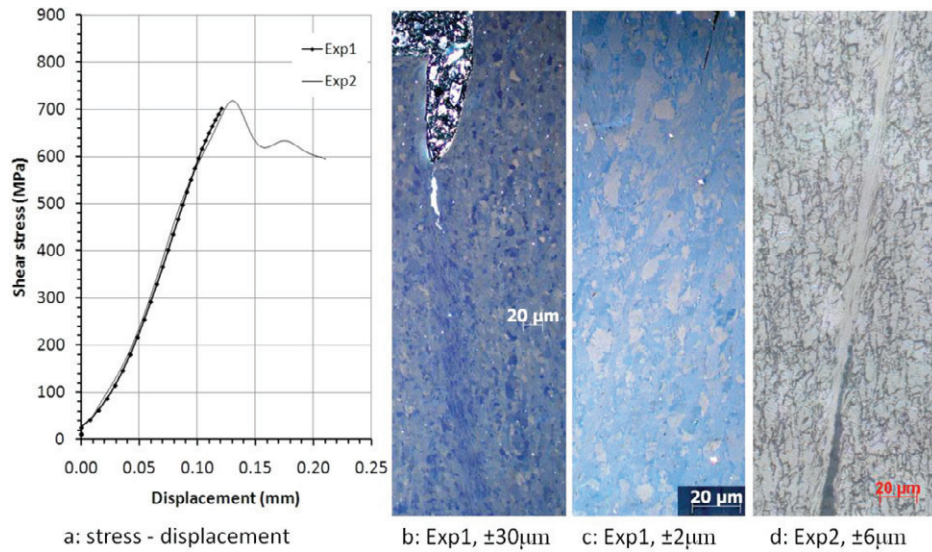 900
800
700
600
500
400
300
200
100
0
Shear stress (MPa)
Exp1
Exp2
0.00 0.05 0.10 0.15 0.20 0.25
Displacement (mm)
20 µm
20 µm
20 µm
a: stress - displacement
b: Exp1, ±30µm
c: Exp1, ±2µm
d: Exp2, ±6µm